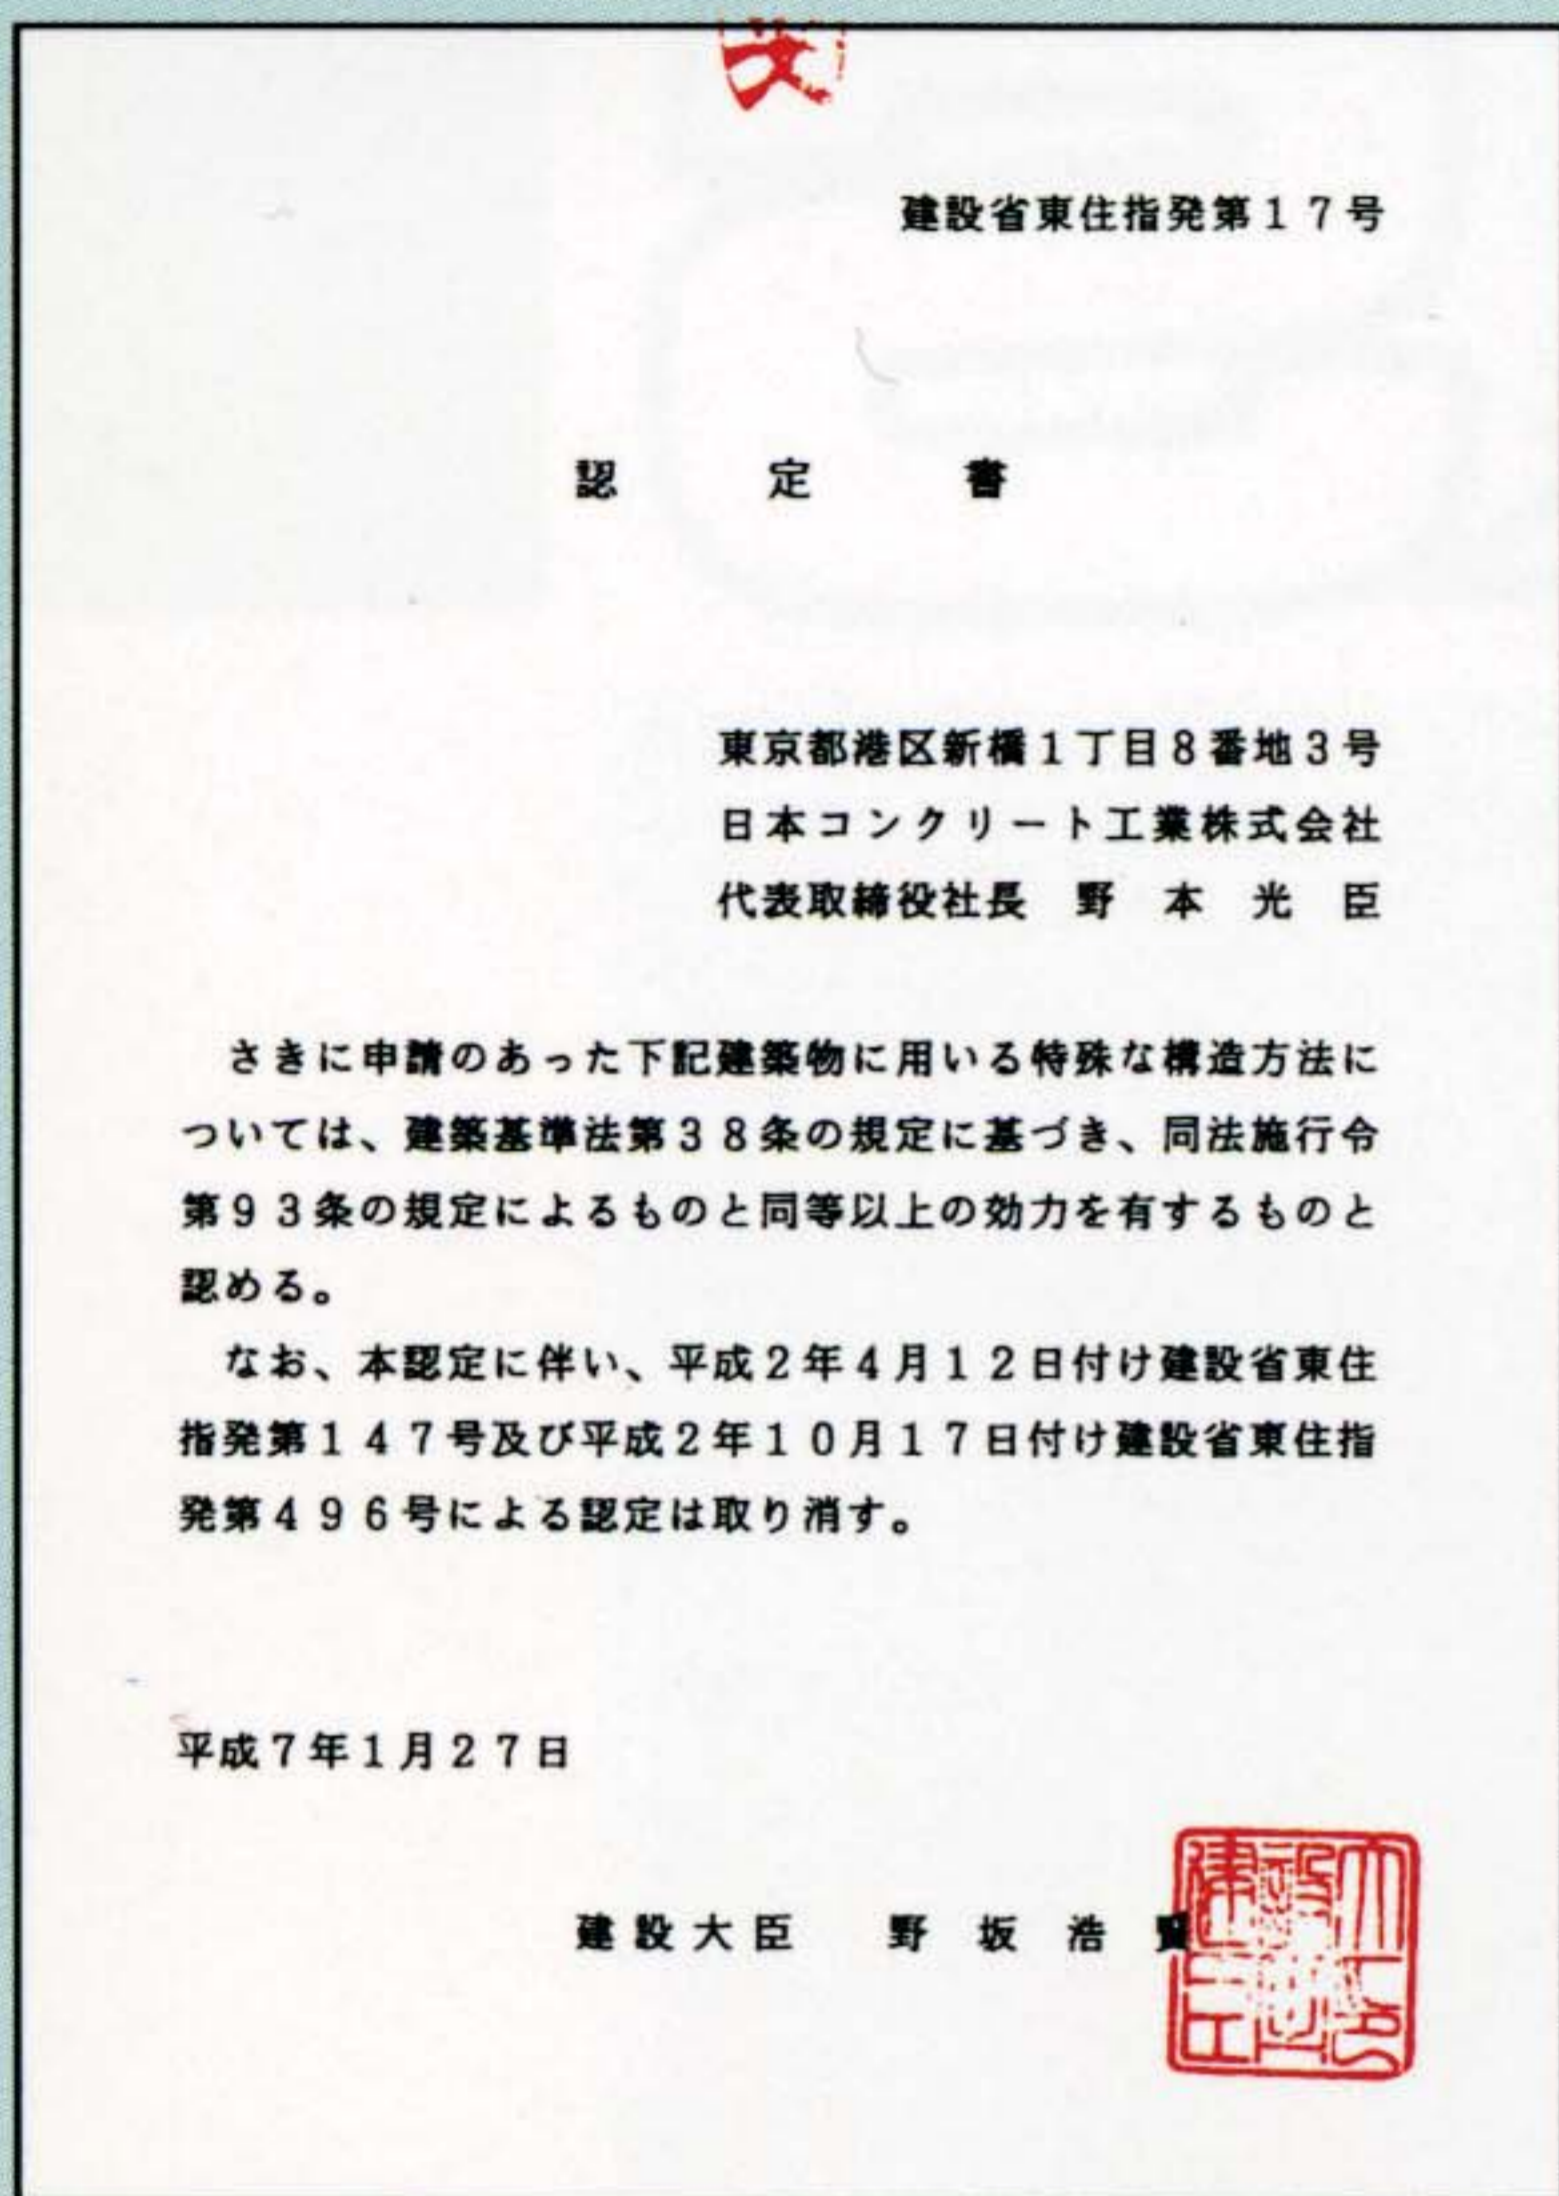 建設省東住指発第１７号
認定書
東京都港区新橋１丁目８番地３号
日本コンクリート工業株式会社
代表取締役社長 野本光臣
さきに申請のあった下記建築物に用いる特殊な構造方法に
ついては、建築基準法第３８条の規定に基づき、同法施行令
第９３条の規定によるものと同等以上の効力を有するものと
認める。
なお、本認定に伴い、平成２年４月１２日付け建設省東住
指発第１４７号及び平成２年１０月１７日付け建設省東住指
発第４９６号による認定は取り消す。
平成７年１月２７日
建設大臣 野坂浩賢